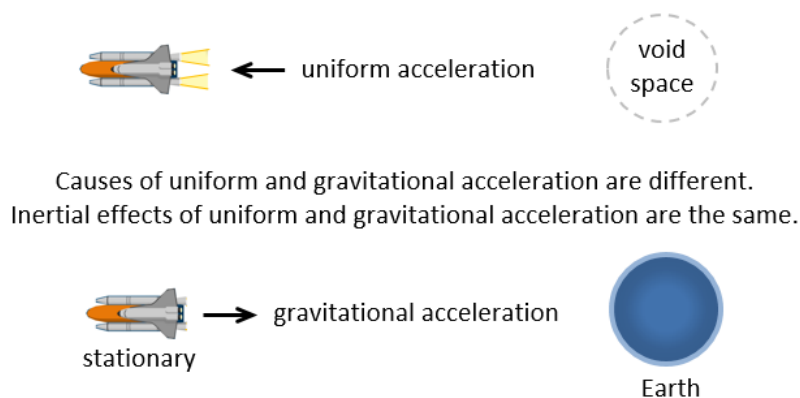 void
space
uniform acceleration
Causes of uniform and gravitational acceleration are different.
Inertial effects of uniform and gravitational acceleration are the same.
gravitational acceleration
stationary
Earth